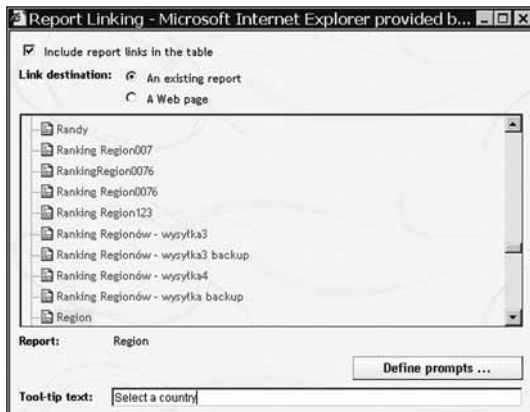 Report Linking - Microsoft Internet Explorer provided b...
Include report links in the table
Link destination: An existing report
A Web page
Randy
Ranking Region007
RankingRegion0076
Ranking Region0076
Ranking Region123
Ranking Regionów - wysyłka3
Ranking Regionów - wysyłka3 backup
Ranking Regionów - wysyłka4
Ranking Regionów - wysyłka backup
Region
Report: Region
Define prompts ...
Tool-tip text: Select a country